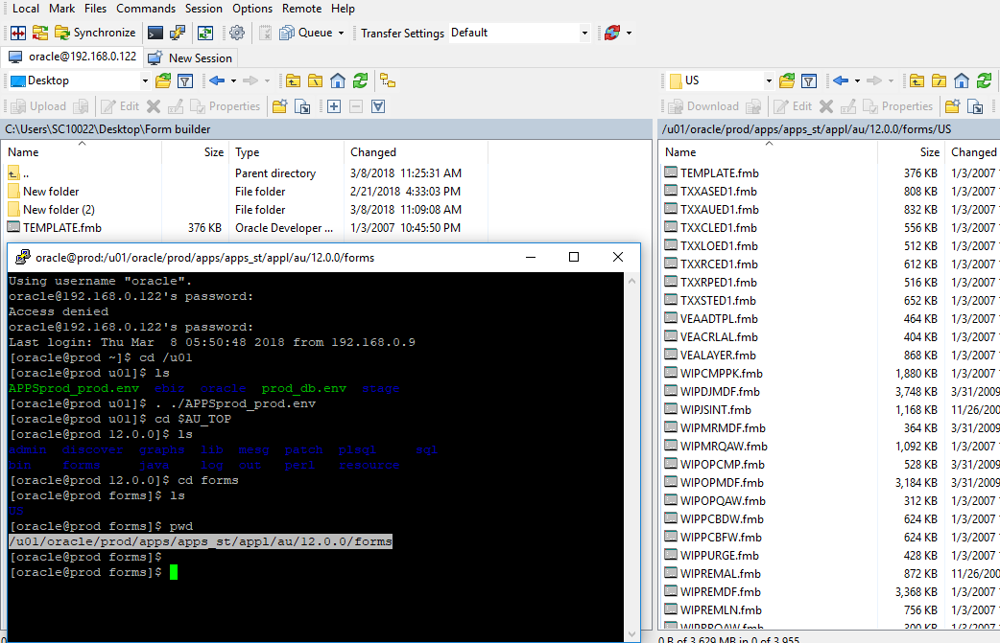 Local Mark Files Commands Session Options Remote Help
Synchronize Queue Transfer Settings Default
oracle@192.168.0.122 New Session
Desktop US
Upload Edit Properties Download Edit Properties
C:\Users\SC10022\Desktop\Form builder
Name Size Type Changed
.. Parent directory 3/8/2018 11:25:31 AM
New folder File folder 2/21/2018 4:33:03 PM
New folder (2) File folder 3/8/2018 11:09:08 AM
TEMPLATE.fmb 376 KB Oracle Developer ... 1/3/2007 10:45:50 PM
oracle@prod:/u01/oracle/prod/apps/apps_st/appl/au/12.0.0/forms
Using username "oracle".
oracle@192.168.0.122's password:
Access denied
oracle@192.168.0.122's password:
Last login: Thu Mar  8 05:50:48 2018 from 192.168.0.9
[oracle@prod ~]$ cd /u01
[oracle@prod u01]$ ls
APPSprod_prod.env ebiz oracle prod_db.env stage
[oracle@prod u01]$ . ./APPSprod_prod.env
[oracle@prod u01]$ cd $AU_TOP
[oracle@prod 12.0.0]$ ls
admin discover graphs lib mesg patch plsql sql
bin forms java log out perl resource
[oracle@prod 12.0.0]$ cd forms
[oracle@prod forms]$ ls
US
[oracle@prod forms]$ pwd
/u01/oracle/prod/apps/apps_st/appl/au/12.0.0/forms
[oracle@prod forms]$
[oracle@prod forms]$
/u01/oracle/prod/apps/apps_st/appl/au/12.0.0/forms/US
Name Size Changed
TEMPLATE.fmb 376 KB 1/3/2007
TXXASED1.fmb 808 KB 1/3/2007
TXXAUED1.fmb 832 KB 1/3/2007
TXXCLED1.fmb 556 KB 1/3/2007
TXXLOED1.fmb 512 KB 1/3/2007
TXXRCED1.fmb 612 KB 1/3/2007
TXXRPED1.fmb 516 KB 1/3/2007
TXXSTED1.fmb 652 KB 1/3/2007
VEAADTPL.fmb 464 KB 1/3/2007
VEACRLAL.fmb 404 KB 1/3/2007
VEALAYER.fmb 868 KB 1/3/2007
WIPCMPPK.fmb 1,880 KB 1/3/2007
WIPDJMDF.fmb 3,748 KB 3/31/2009
WIPJSINT.fmb 1,168 KB 11/26/200
WIPMRMDF.fmb 364 KB 3/31/2009
WIPMRQAW.fmb 1,092 KB 1/3/2007
WIPOPCMP.fmb 528 KB 3/31/2009
WIPOPMDF.fmb 3,184 KB 3/31/2009
WIPOPQAW.fmb 312 KB 1/3/2007
WIPPCBDW.fmb 624 KB 1/3/2007
WIPPCBFW.fmb 624 KB 1/3/2007
WIPPURGE.fmb 428 KB 1/3/2007
WIPREMAL.fmb 872 KB 11/26/200
WIPREMDF.fmb 3,368 KB 1/3/2007
WIPREMLN.fmb 756 KB 1/3/2007
300 KB 1/3/2007
0 B of 3,629 MB in 0 of 3,955